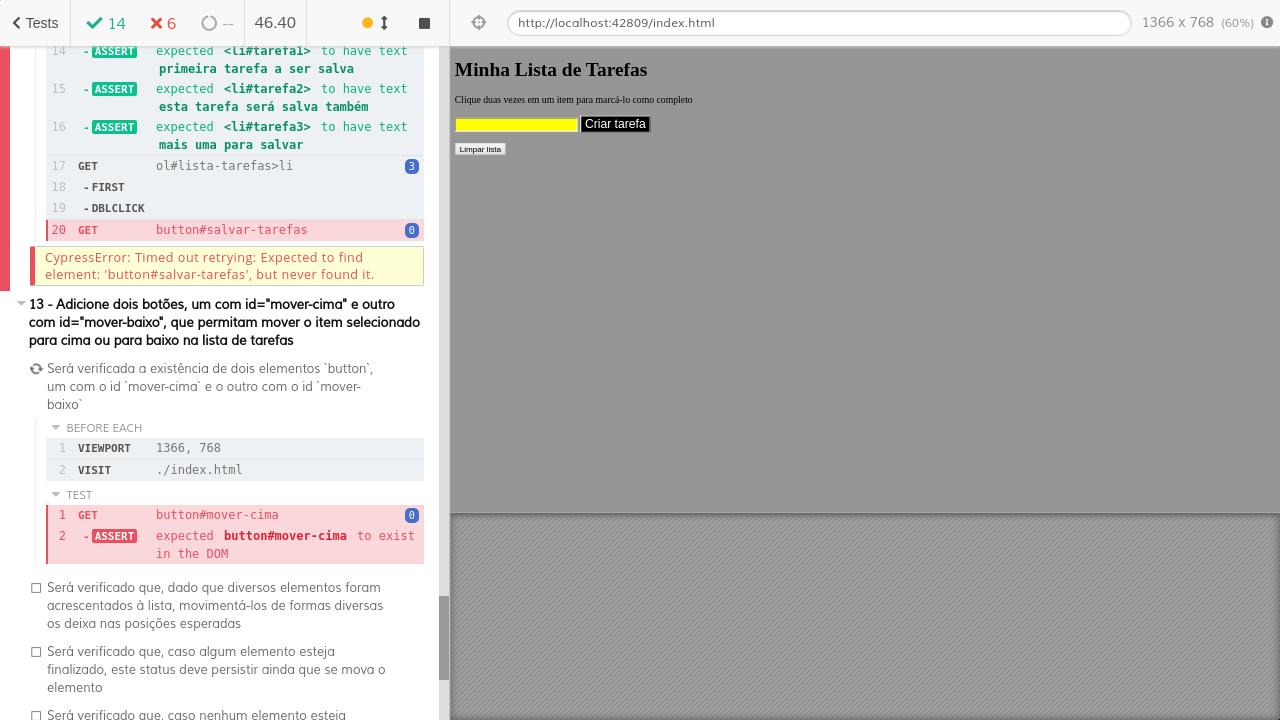 Tests
14
6
--
46.40
http://localhost:42809/index.html
1366 x 768 (60%)
14 - ASSERT expected <li#tarefa1> to have text
primeira tarefa a ser salva
15 - ASSERT expected <li#tarefa2> to have text
esta tarefa será salva também
16 - ASSERT expected <li#tarefa3> to have text
mais uma para salvar
17 GET ol#lista-tarefas>li 3
18 - FIRST
19 - DBLCLICK
20 GET button#salvar-tarefas 0
CypressError: Timed out retrying: Expected to find
element: 'button#salvar-tarefas', but never found it.
13 - Adicione dois botões, um com id="mover-cima" e outro
com id="mover-baixo", que permitam mover o item selecionado
para cima ou para baixo na lista de tarefas
Será verificada a existência de dois elementos `button`,
um com o id `mover-cima` e o outro com o id `mover-
baixo`
BEFORE EACH
1 VIEWPORT 1366, 768
2 VISIT ./index.html
TEST
1 GET button#mover-cima 0
2 - ASSERT expected button#mover-cima to exist
in the DOM
Será verificado que, dado que diversos elementos foram
acrescentados à lista, movimentá-los de formas diversas
os deixa nas posições esperadas
Será verificado que, caso algum elemento esteja
finalizado, este status deve persistir ainda que se mova o
elemento
Será verificado que, caso nenhum elemento esteja
Minha Lista de Tarefas
Clique duas vezes em um item para marcá-lo como completo
Criar tarefa
Limpar lista